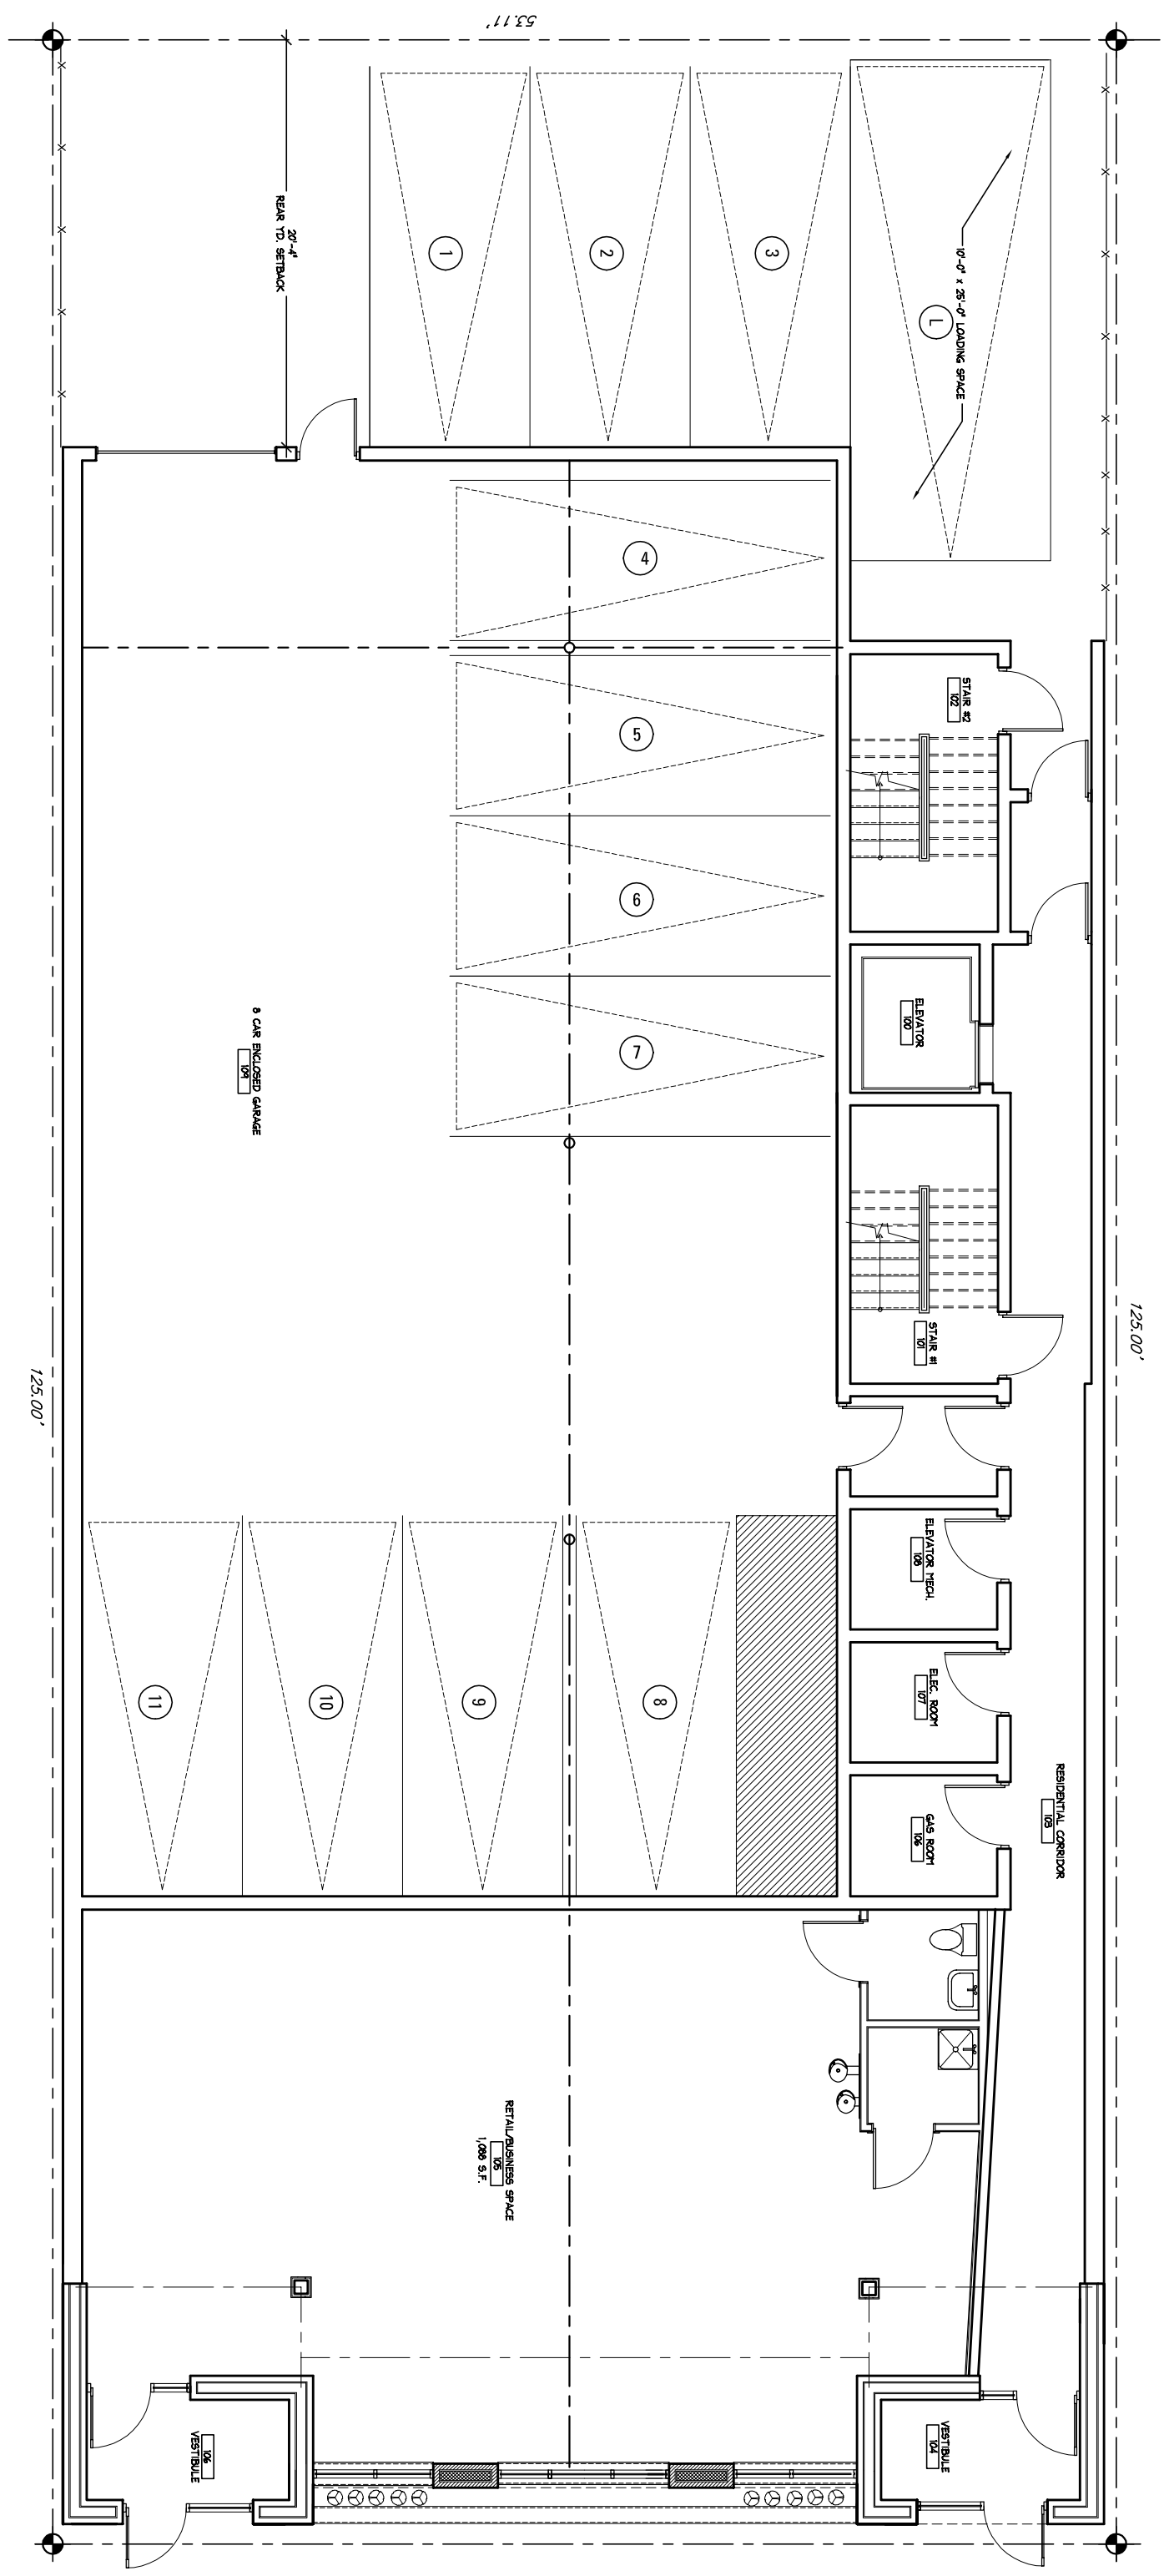 53.11'
20'-4"
REAR YD. SETBACK
1
2
3
L
10'-0" x 25'-0" LOADING SPACE
4
5
6
7
STAIR #2
102
ELEVATOR
100
8 CAR ENCLOSED GARAGE
109
STAIR #1
101
125.00'
125.00'
ELEVATOR MECH.
108
ELEC. ROOM
107
GAS ROOM
106
RESIDENTIAL CORRIDOR
103
11
10
9
8
RETAIL/BUSINESS SPACE
105
1,088 S.F.
106
VESTIBULE
VESTIBULE
104